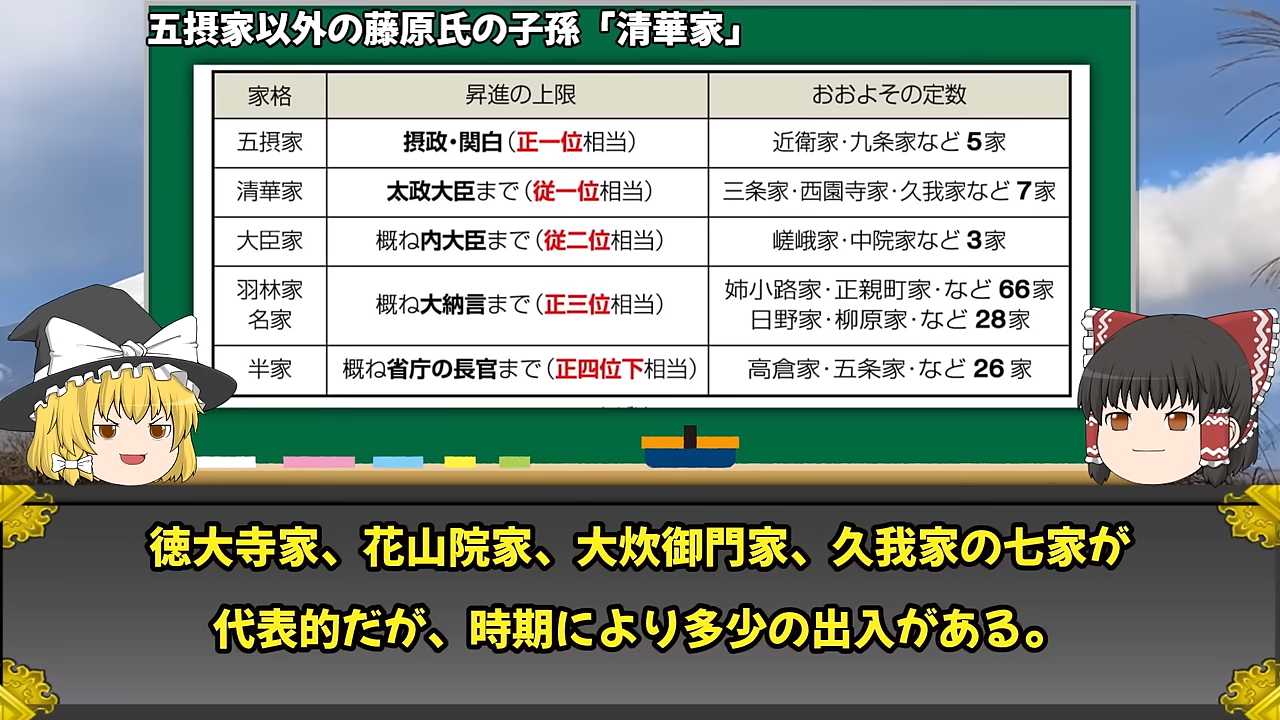 五摂家以外の藤原氏の子孫「清華家」
家格 昇進の上限 おおよその定数
五摂家 摂政・関白（正一位相当） 近衛家・九条家など 5家
清華家 太政大臣まで（従一位相当） 三条家・西園寺家・久我家など 7家
大臣家 概ね内大臣まで（従二位相当） 嵯峨家・中院家など 3家
羽林家 姉小路家・正親町家・など 66家
概ね大納言まで（正三位相当）
名家 日野家・柳原家・など 28家
半家 概ね省庁の長官まで（正四位下相当） 高倉家・五条家・など 26 家
徳大寺家、花山院家、大炊御門家、久我家の七家が
代表的だが、時期により多少の出入がある。